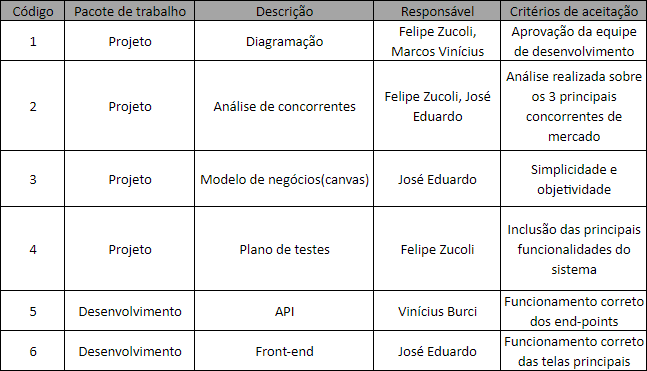 Código Pacote de trabalho Descrição Responsável Critérios de aceitação
1 Projeto Diagramação Felipe Zucoli, Marcos Vinícius Aprovação da equipe de desenvolvimento
2 Projeto Análise de concorrentes Felipe Zucoli, José Eduardo Análise realizada sobre os 3 principais concorrentes de mercado
3 Projeto Modelo de negócios(canvas) José Eduardo Simplicidade e objetividade
4 Projeto Plano de testes Felipe Zucoli Inclusão das principais funcionalidades do sistema
5 Desenvolvimento API Vinícius Burci Funcionamento correto dos end-points
6 Desenvolvimento Front-end José Eduardo Funcionamento correto das telas principais